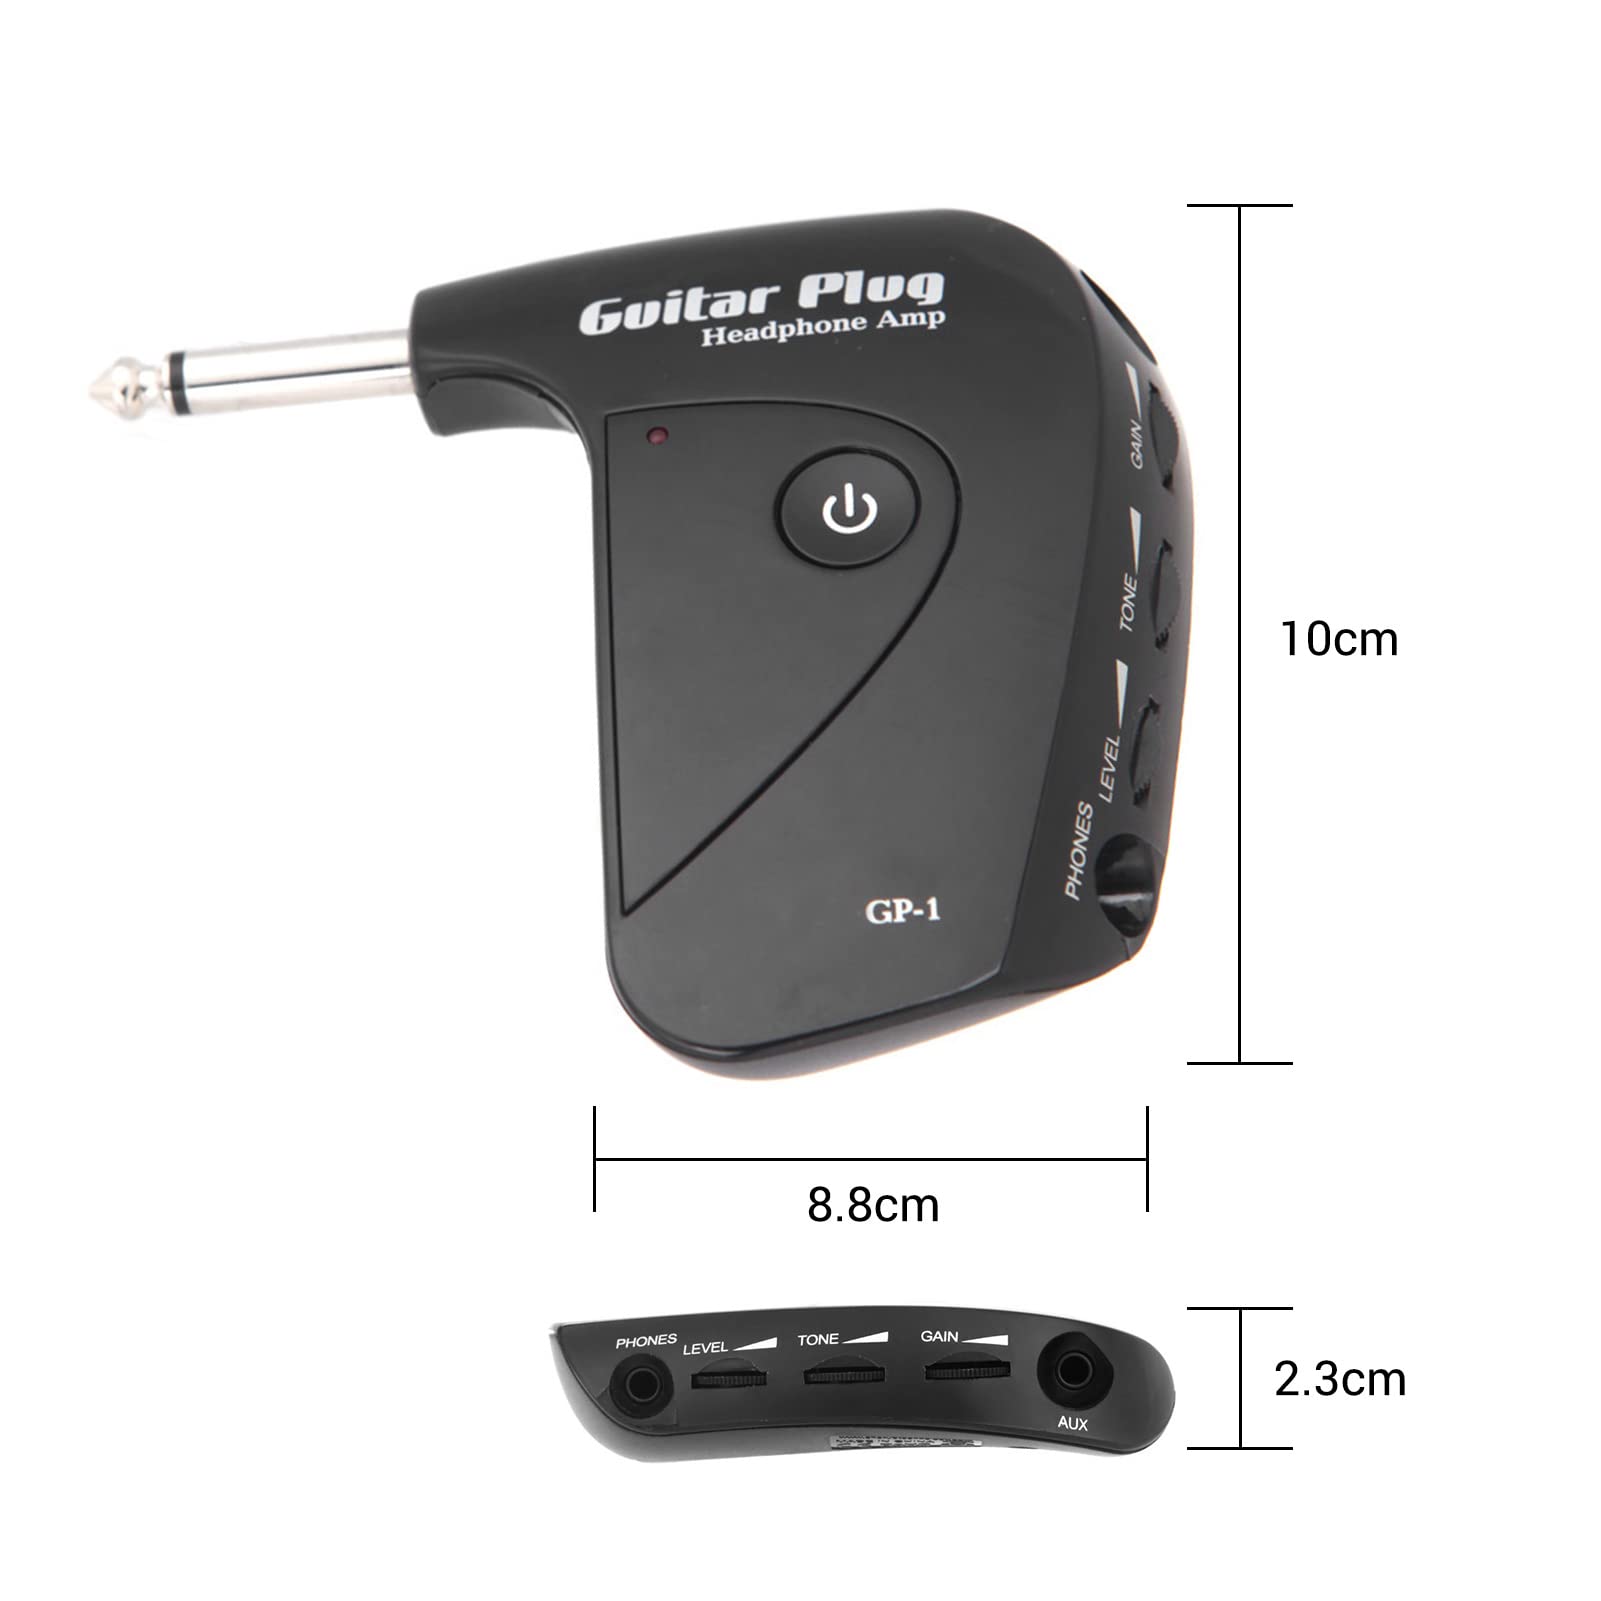 Guitar Plug
Headphone Amp
GAIN
TONE
LEVEL
PHONES
GP-1
10cm
8.8cm
PHONES
LEVEL
TONE
GAIN
AUX
2.3cm